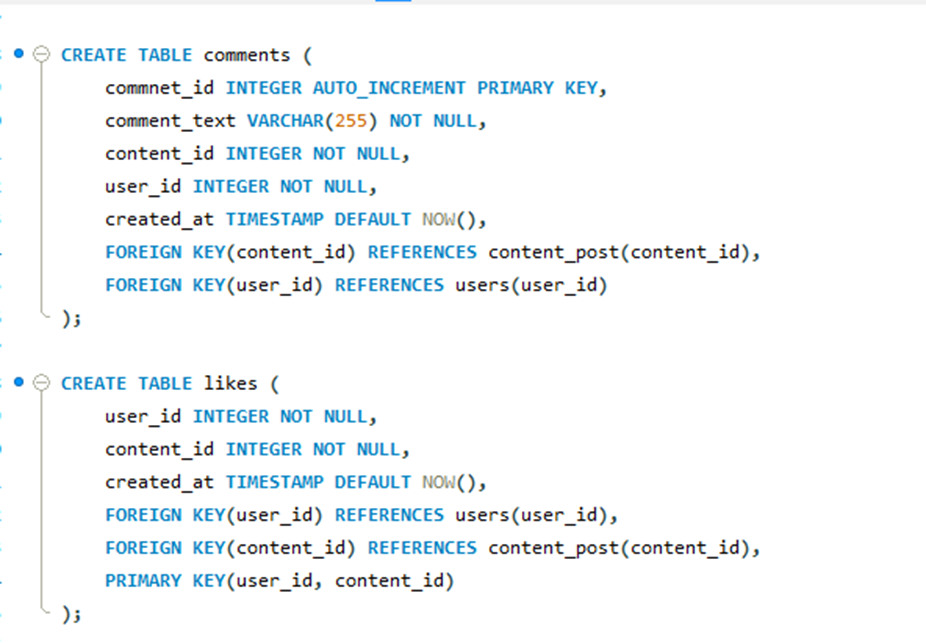 CREATE TABLE comments (
commnet_id INTEGER AUTO_INCREMENT PRIMARY KEY,
comment_text VARCHAR(255) NOT NULL,
content_id INTEGER NOT NULL,
user_id INTEGER NOT NULL,
created_at TIMESTAMP DEFAULT NOW(),
FOREIGN KEY(content_id) REFERENCES content_post(content_id),
FOREIGN KEY(user_id) REFERENCES users(user_id)
);
CREATE TABLE likes (
user_id INTEGER NOT NULL,
content_id INTEGER NOT NULL,
created_at TIMESTAMP DEFAULT NOW(),
FOREIGN KEY(user_id) REFERENCES users(user_id),
FOREIGN KEY(content_id) REFERENCES content_post(content_id),
PRIMARY KEY(user_id, content_id)
);